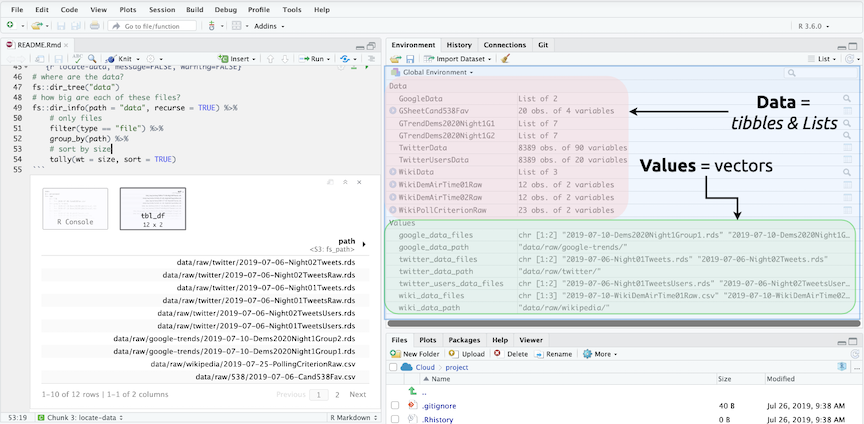 File Edit Code View Plots Session Build Debug Profile Tools Help
Go to file/function Addins R 3.6.0
README.Rmd
Knit Insert Run
45 {r locate-data, message=FALSE, warning=FALSE}
46 # where are the data?
47 fs::dir_tree("data")
48 # how big are each of these files?
49 fs::dir_info(path = "data", recurse = TRUE) %>%
50 # only files
51 filter(type == "file") %>%
52 group_by(path) %>%
53 # sort by size
54 tally(wt = size, sort = TRUE)
55 ```
R Console
tbl_df
12 x 2
path
<S3: fs_path>
data/raw/twitter/2019-07-06-Night02Tweets.rds
data/raw/twitter/2019-07-06-Night02TweetsRaw.rds
data/raw/twitter/2019-07-06-Night01Tweets.rds
data/raw/twitter/2019-07-06-Night01TweetsRaw.rds
data/raw/twitter/2019-07-06-Night02TweetsUsers.rds
data/raw/twitter/2019-07-06-Night01TweetsUsers.rds
data/raw/google-trends/2019-07-10-Dems2020Night1Group2.rds
data/raw/google-trends/2019-07-10-Dems2020Night1Group1.rds
data/raw/wikipedia/2019-07-25-PollingCriterionRaw.csv
data/raw/538/2019-07-06-Cand538Fav.csv
1-10 of 12 rows | 1-1 of 2 columns Previous 1 2 Next
53:19 Chunk 3: locate-data R Markdown
Environment History Connections Git
Import Dataset List
Global Environment
Data
GoogleData List of 2
GSheetCand538Fav 20 obs. of 4 variables
GTrendDems2020Night1G1 List of 7
GTrendDems2020Night1G2 List of 7
TwitterData 8389 obs. of 90 variables
TwitterUsersData 8389 obs. of 20 variables
WikiData List of 3
WikiDemAirTime01Raw 12 obs. of 2 variables
WikiDemAirTime02Raw 12 obs. of 2 variables
WikiPollCriterionRaw 23 obs. of 2 variables
Data =
tibbles & Lists
Values = vectors
Values
google_data_files chr [1:2] "2019-07-10-Dems2020Night1Group1.rds" "2019-07-10-Dems2020Night1G…
google_data_path "data/raw/google-trends/"
twitter_data_files chr [1:2] "2019-07-06-Night01Tweets.rds" "2019-07-06-Night02Tweets.rds"
twitter_data_path "data/raw/twitter/"
twitter_users_data_files chr [1:2] "2019-07-06-Night01TweetsUsers.rds" "2019-07-06-Night02TweetsUser…
wiki_data_files chr [1:3] "2019-07-10-WikiDemAirTime01Raw.csv" "2019-07-10-WikiDemAirTime02…
wiki_data_path "data/raw/wikipedia/"
Files Plots Packages Help Viewer
New Folder Upload Delete Rename More
Cloud project
Name Size Modified
..
.gitignore 40 B Jul 26, 2019, 9:38 AM
.Rhistory 0 B Jul 26, 2019, 9:38 AM